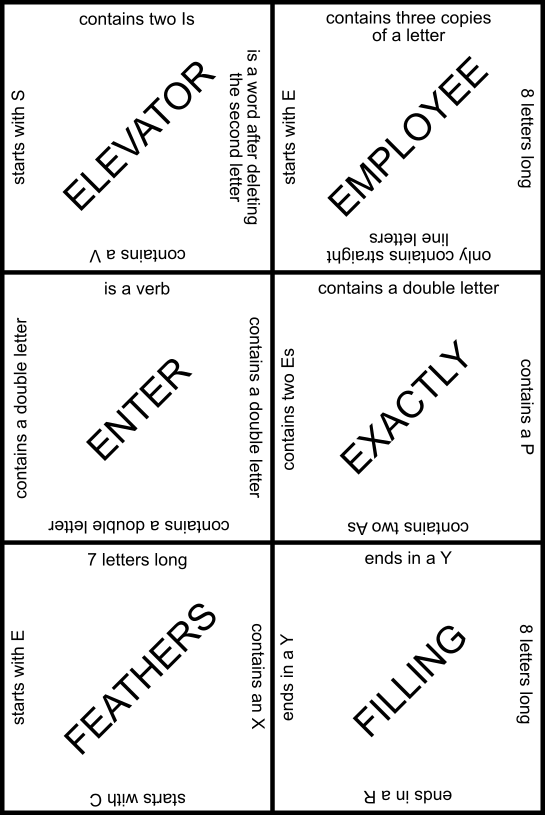 contains two Is
starts with S
ELEVATOR
is a word after deleting
the second letter
contains a V
contains three copies
of a letter
starts with E
EMPLOYEE
8 letters long
only contains straight
line letters
is a verb
contains a double letter
ENTER
contains a double letter
contains a double letter
contains a double letter
contains two Es
EXACTLY
contains a P
contains two As
7 letters long
starts with E
FEATHERS
contains an X
starts with C
ends in a Y
ends in a Y
FILLING
8 letters long
ends in a R